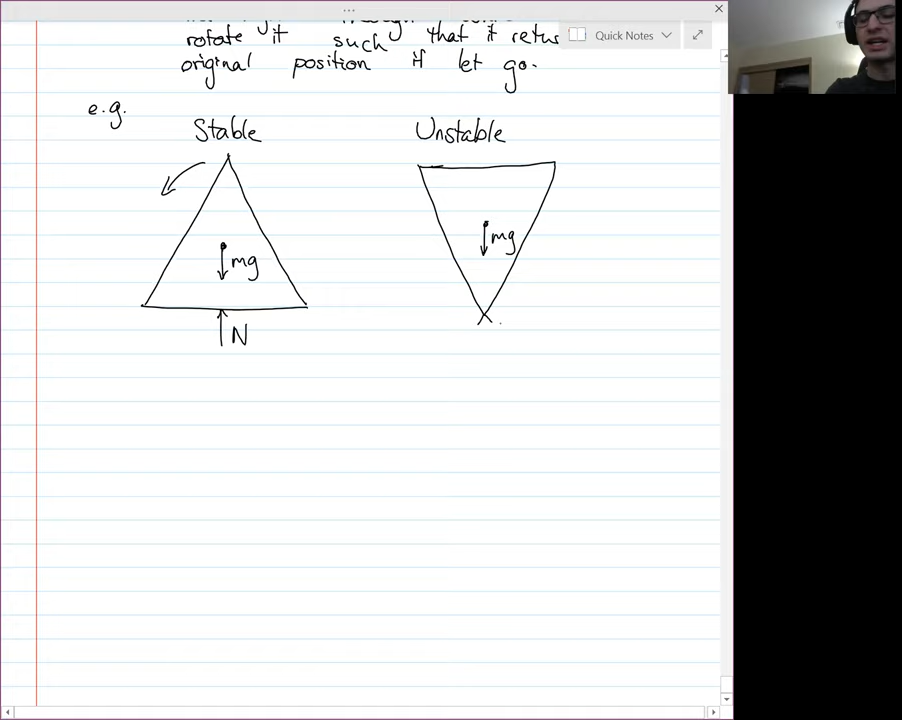 Quick Notes
rotate it such that it retur
original position if let go.
e.g.
Stable Unstable
mg mg
N